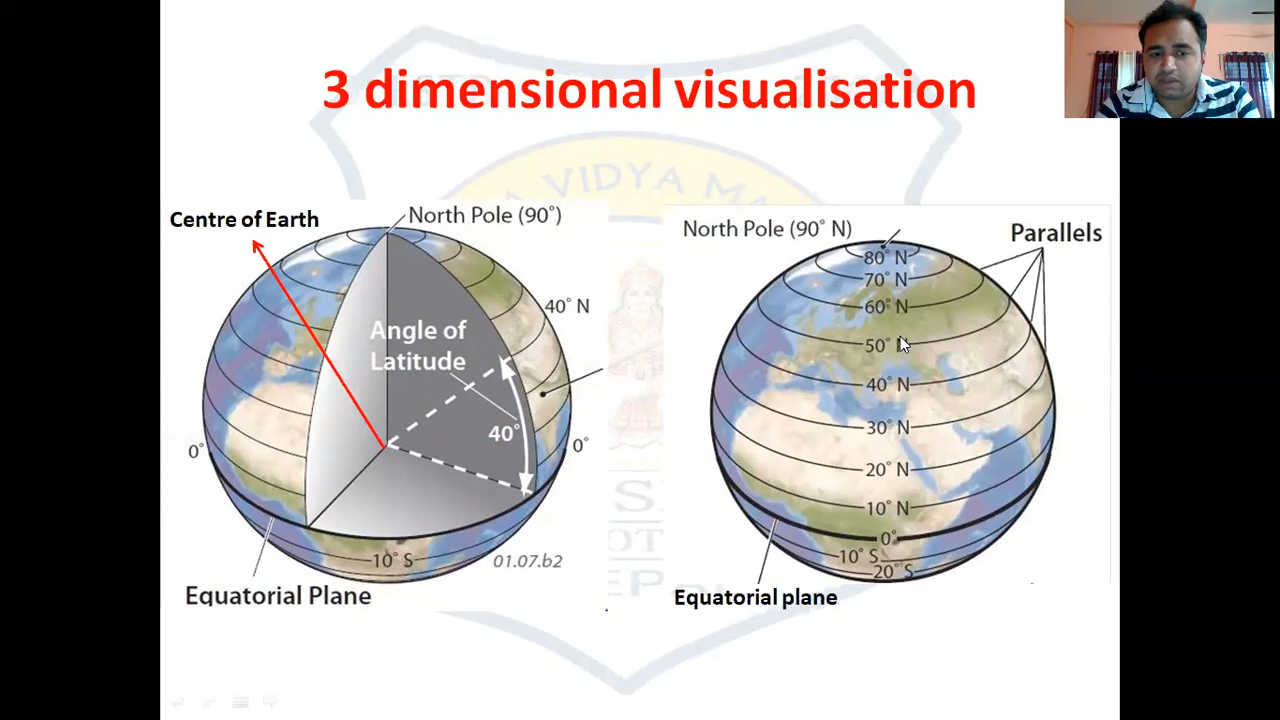 3 dimensional visualisation
Centre of Earth
North Pole (90°)
40° N
Angle of
Latitude
40°
0°
0°
10° S
01.07.b2
Equatorial Plane
North Pole (90° N)
Parallels
80° N
70° N
60° N
50°
40° N
30° N
20° N
10° N
0°
10° S
20° S
Equatorial plane
VIDYA